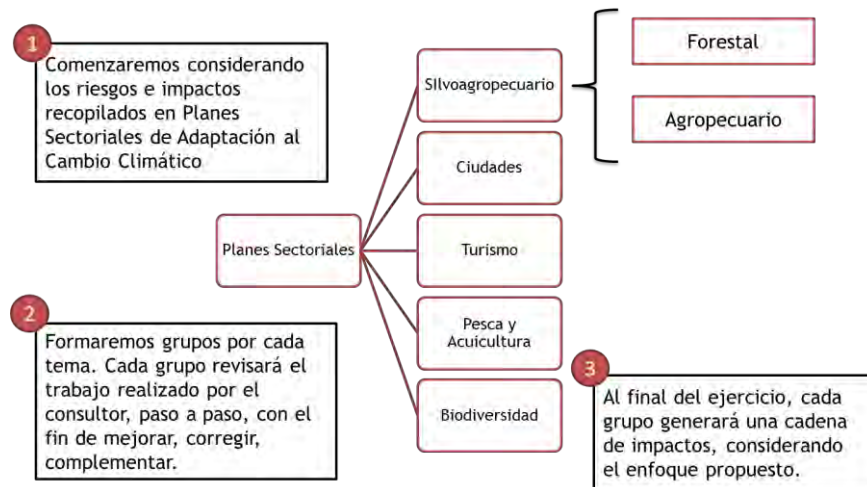 1
Comenzaremos considerando
los riesgos e impactos
recopilados en Planes
Sectoriales de Adaptación al
Cambio Climático
2
Formaremos grupos por cada
tema. Cada grupo revisará el
trabajo realizado por el
consultor, paso a paso, con el
fin de mejorar, corregir,
complementar.
Planes Sectoriales
SIlvoagropecuario
Ciudades
Turismo
Pesca y
Acuicultura
Biodiversidad
Forestal
Agropecuario
3
Al final del ejercicio, cada
grupo generará una cadena
de impactos, considerando
el enfoque propuesto.